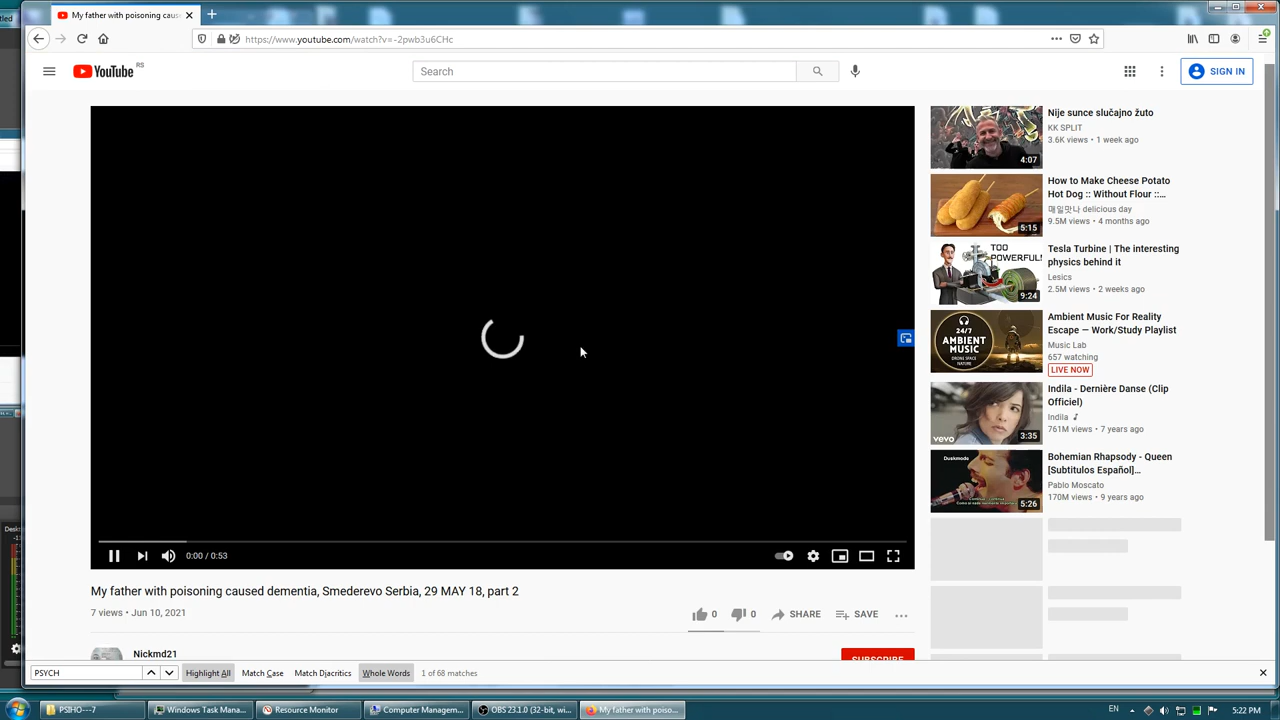 My father with poisoning caus
https://www.youtube.com/watch?v=-2pwb3u6CHc
YouTube RS
Search
SIGN IN
Nije sunce slučajno žuto
KK SPLIT
3.6K views • 1 week ago
4:07
How to Make Cheese Potato
Hot Dog :: Without Flour ::...
매일맛나 delicious day
9.5M views • 4 months ago
5:15
TOO
POWERFUL!
Tesla Turbine | The interesting
physics behind it
Lesics
2.5M views • 2 weeks ago
9:24
24/7
AMBIENT
MUSIC
DRONE SPACE
NATURE
Ambient Music For Reality
Escape — Work/Study Playlist
Music Lab
657 watching
LIVE NOW
Indila - Dernière Danse (Clip
Officiel)
Indila
761M views • 7 years ago
vevo
3:35
Duskmodo
Bohemian Rhapsody - Queen
[Subtitulos Español]...
Pablo Moscato
170M views • 9 years ago
5:26
0:00 / 0:53
My father with poisoning caused dementia, Smederevo Serbia, 29 MAY 18, part 2
7 views • Jun 10, 2021
0
0
SHARE
SAVE
Nickmd21
SUBSCRIBE
PSYCH
Highlight All
Match Case
Match Diacritics
Whole Words
1 of 68 matches
PSIHO---7
Windows Task Mana...
Resource Monitor
Computer Managem...
OBS 23.1.0 (32-bit, wi...
My father with poiso...
EN
5:22 PM